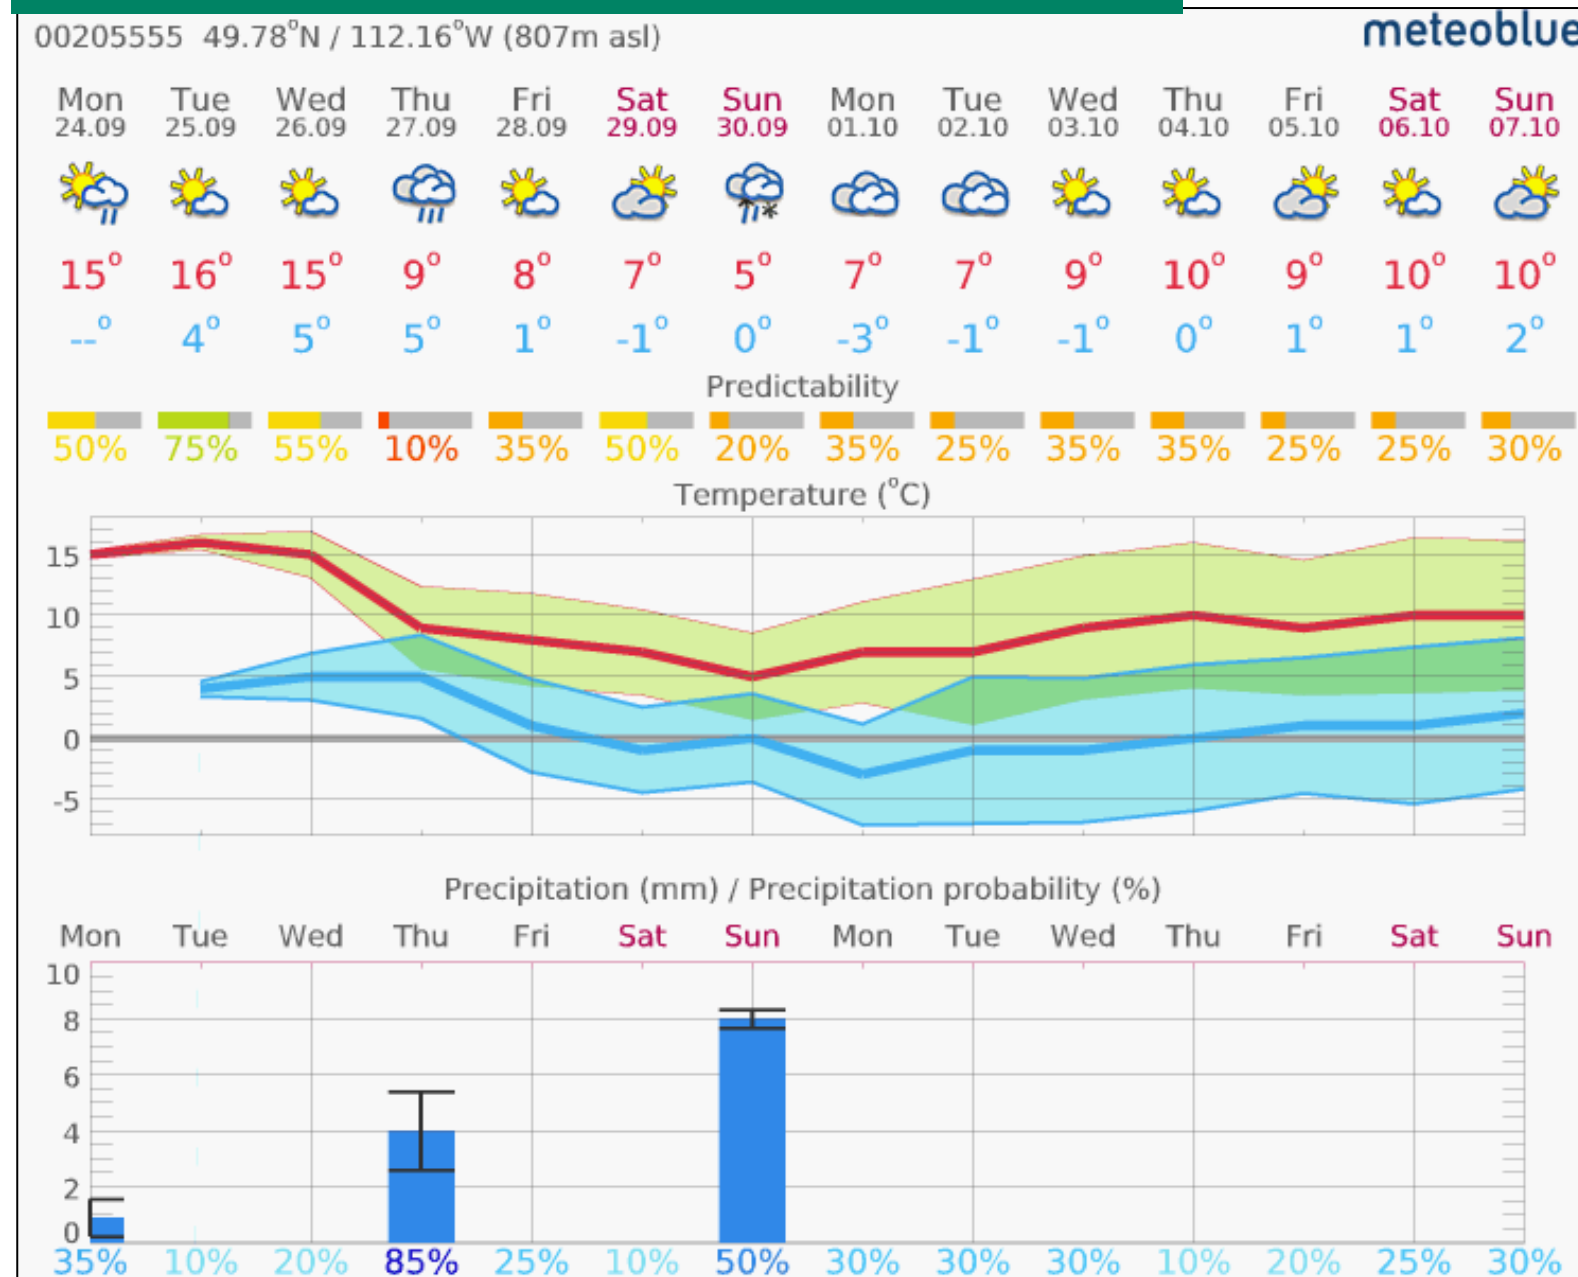 00205555 49.78°N / 112.16°W (807m asl) meteoblue
Mon Tue Wed Thu Fri Sat Sun Mon Tue Wed Thu Fri Sat Sun
24.09 25.09 26.09 27.09 28.09 29.09 30.09 01.10 02.10 03.10 04.10 05.10 06.10 07.10
15° 16° 15° 9° 8° 7° 5° 7° 7° 9° 10° 9° 10° 10°
--° 4° 5° 5° 1° -1° 0° -3° -1° -1° 0° 1° 1° 2°
Predictability
50% 75% 55% 10% 35% 50% 20% 35% 25% 35% 35% 25% 25% 30%
Temperature (°C)
15
10
5
0
-5
Precipitation (mm) / Precipitation probability (%)
Mon Tue Wed Thu Fri Sat Sun Mon Tue Wed Thu Fri Sat Sun
10
8
6
4
2
0
35% 10% 20% 85% 25% 10% 50% 30% 30% 30% 10% 20% 25% 30%